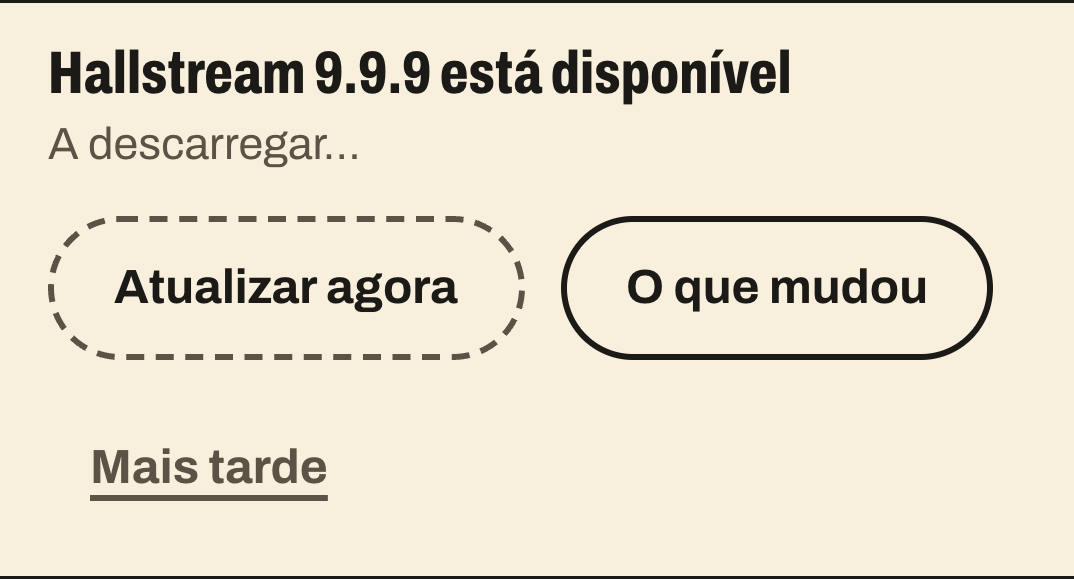 Hallstream 9.9.9 está disponível
A descarregar...
Atualizar agora
O que mudou
Mais tarde